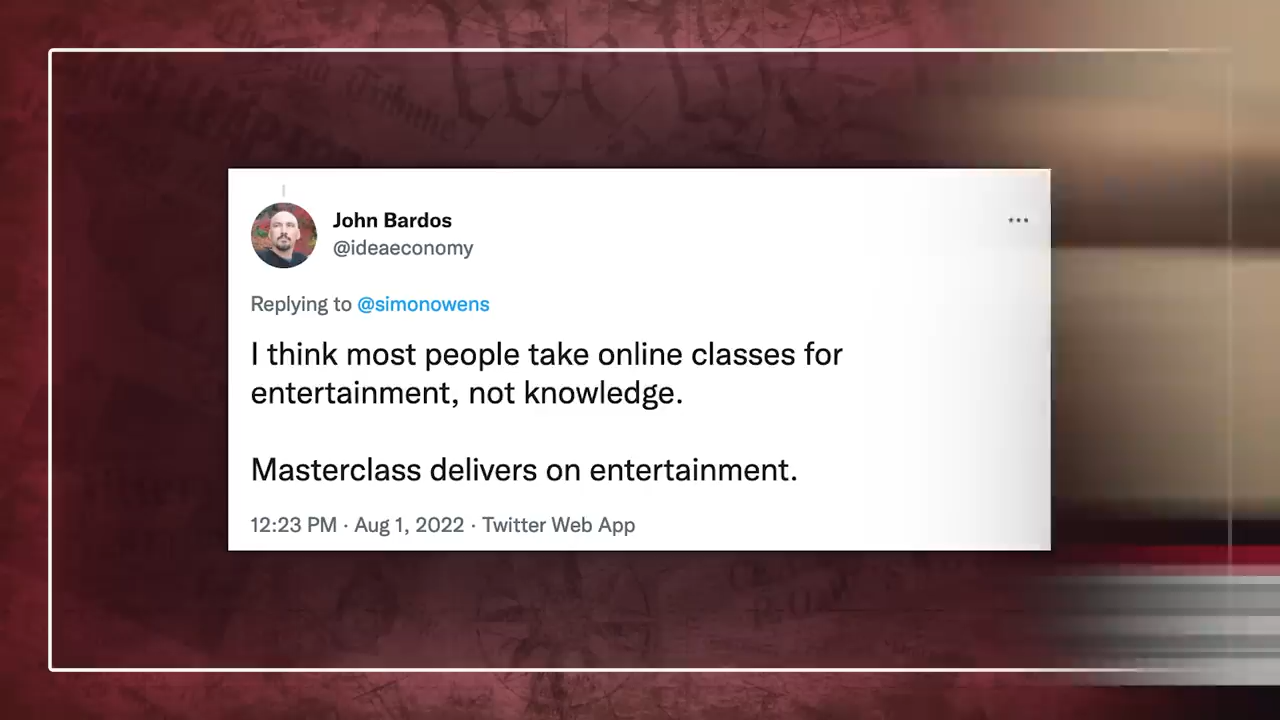 John Bardos
@ideaeconomy
Replying to @simonowens
I think most people take online classes for
entertainment, not knowledge.
Masterclass delivers on entertainment.
12:23 PM · Aug 1, 2022 · Twitter Web App